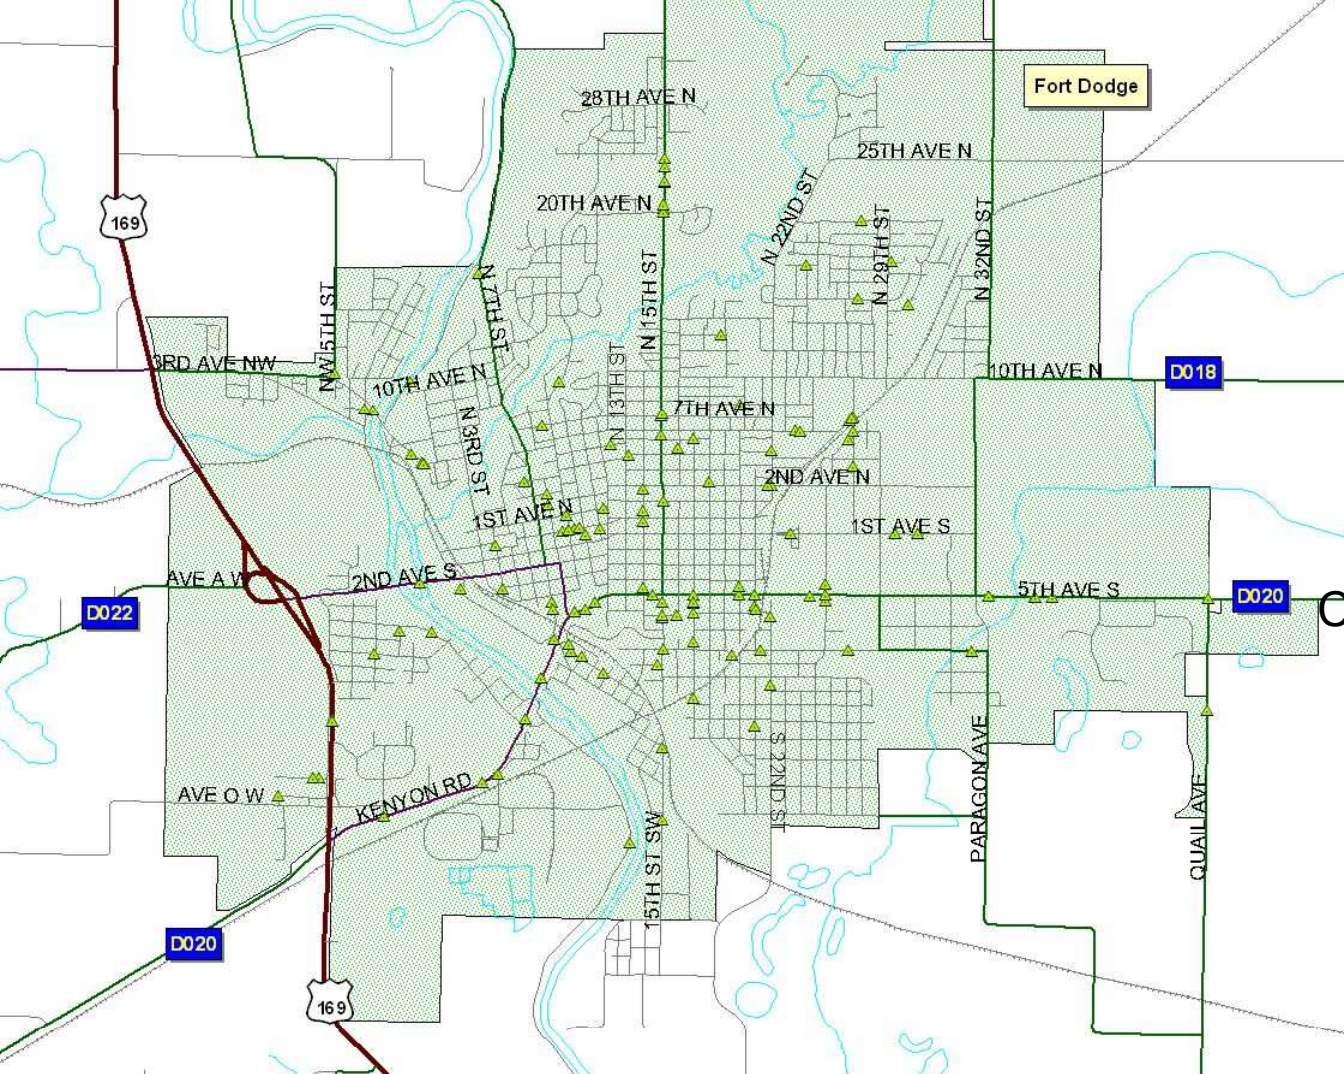 Fort Dodge
28TH AVE N
25TH AVE N
20TH AVE N
N 22ND ST
169
N 29TH ST
N 32ND ST
N 15TH ST
N 7TH ST
NW 5TH ST
3RD AVE NW
10TH AVE N
10TH AVE N
D018
N 13TH ST
7TH AVE N
N 3RD ST
2ND AVE N
1ST AVE N
1ST AVE S
AVE A W
2ND AVE S
5TH AVE S
D020
D022
AVE O W
KENYON RD
S 22ND ST
PARAGON AVE
QUAIL AVE
15TH ST SW
D020
169